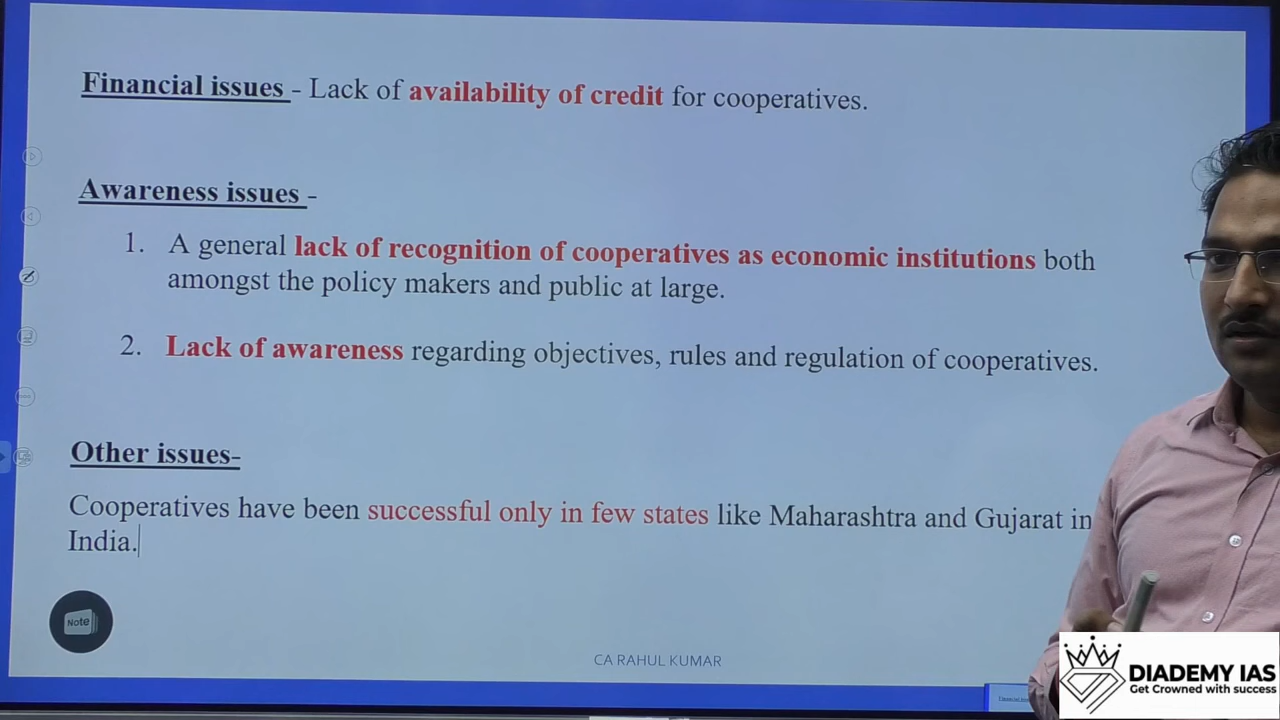 Financial issues - Lack of availability of credit for cooperatives.
Awareness issues -
1. A general lack of recognition of cooperatives as economic institutions both
amongst the policy makers and public at large.
2. Lack of awareness regarding objectives, rules and regulation of cooperatives.
Other issues-
Cooperatives have been successful only in few states like Maharashtra and Gujarat in
India.
Note
CA RAHUL KUMAR
DIADEMY IAS
Get Crowned with success